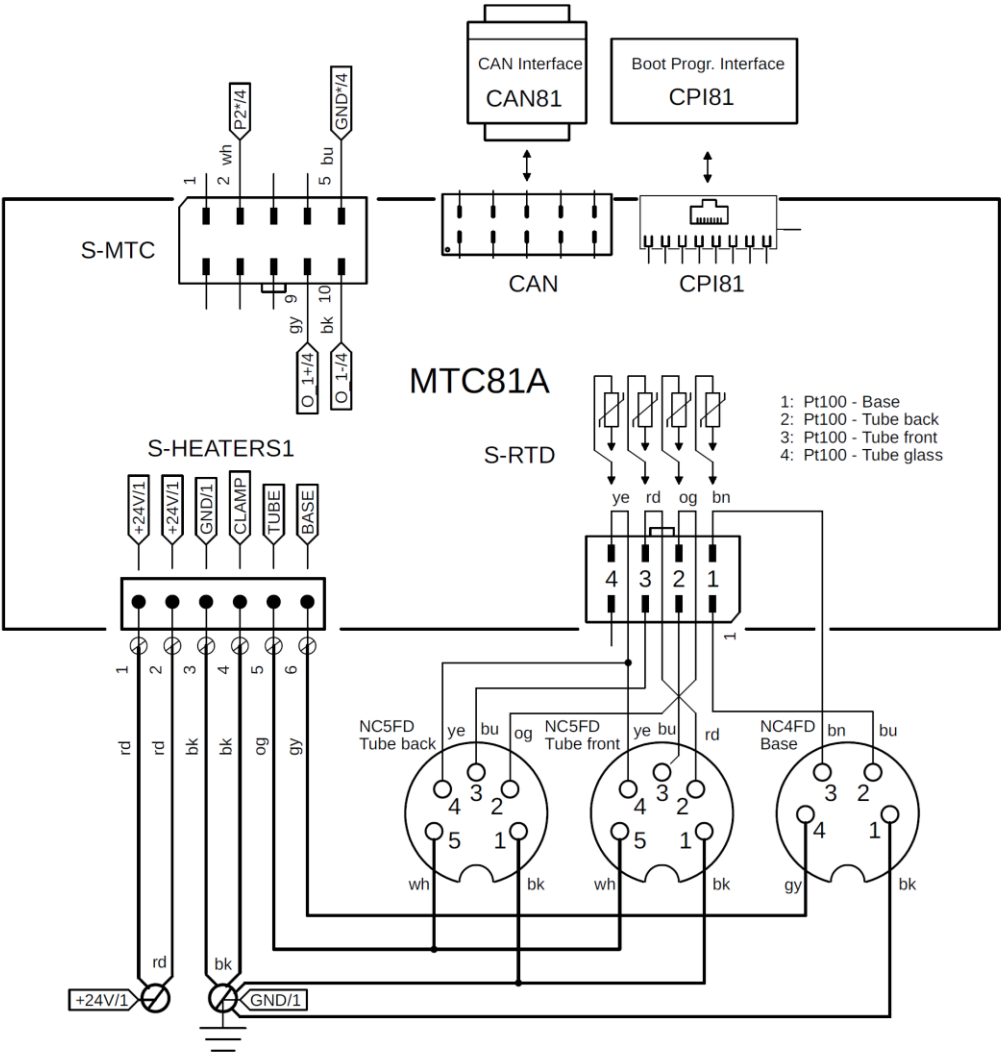 CAN Interface
CAN81
Boot Progr. Interface
CPI81
P2*/4
GND*/4
wh
bu
1
2
5
S-MTC
CAN
CPI81
9
10
gy
bk
O_1+/4
O_1-/4
MTC81A
1: Pt100 - Base
2: Pt100 - Tube back
3: Pt100 - Tube front
4: Pt100 - Tube glass
S-HEATERS1
S-RTD
+24V/1
+24V/1
GND/1
CLAMP
TUBE
BASE
ye
rd
og
bn
4
3
2
1
1
1
2
3
4
5
6
rd
rd
bk
bk
og
gy
NC5FD
Tube back
ye
bu
og
NC5FD
Tube front
ye
bu
rd
NC4FD
Base
bn
bu
4
3
2
5
1
4
3
2
5
1
3
2
4
1
wh
bk
wh
bk
gy
bk
rd
bk
+24V/1
GND/1